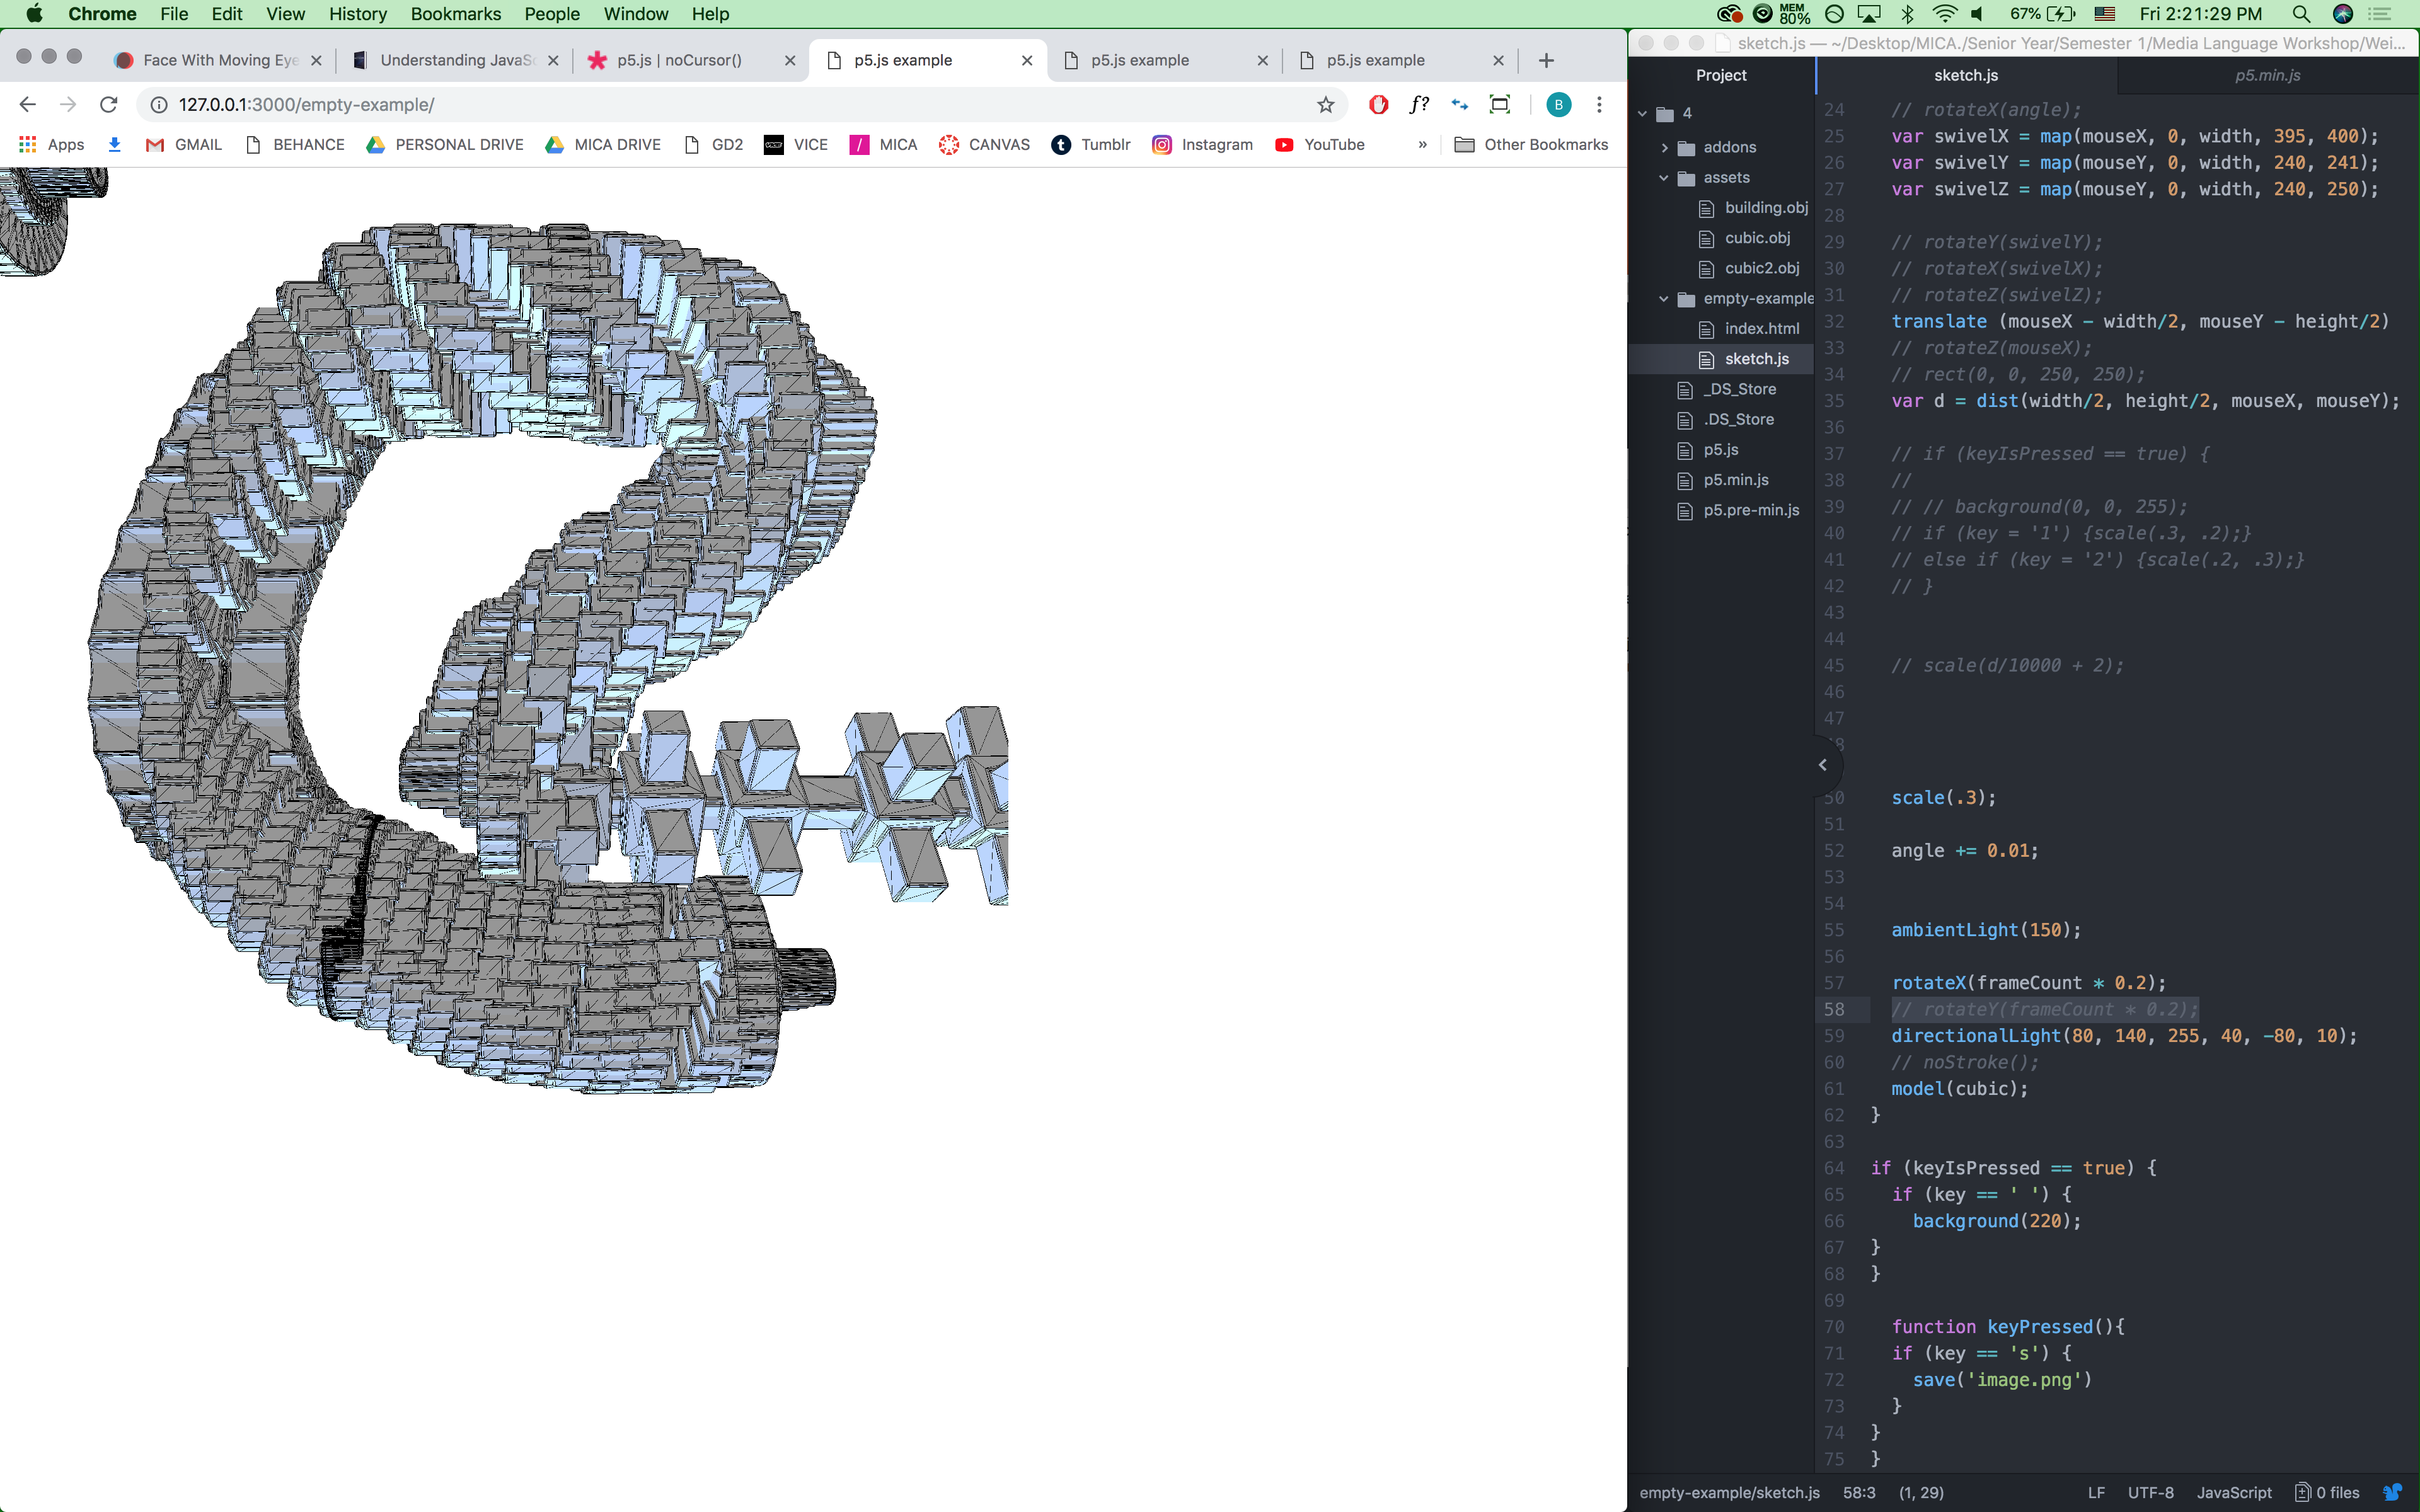 Chrome File Edit View History Bookmarks People Window Help
MEM 80% 67% Fri 2:21:29 PM
Face With Moving Eye
Understanding JavaSc
p5.js | noCursor()
p5.js example
p5.js example
p5.js example
127.0.0.1:3000/empty-example/
f? B
Apps GMAIL BEHANCE PERSONAL DRIVE MICA DRIVE GD2 VICE MICA CANVAS Tumblr Instagram YouTube » Other Bookmarks
sketch.js — ~/Desktop/MICA./Senior Year/Semester 1/Media Language Workshop/Wei...
Project
4
addons
assets
building.obj
cubic.obj
cubic2.obj
empty-example
index.html
sketch.js
_DS_Store
.DS_Store
p5.js
p5.min.js
p5.pre-min.js
sketch.js p5.min.js
24 // rotateX(angle);
25 var swivelX = map(mouseX, 0, width, 395, 400);
26 var swivelY = map(mouseY, 0, width, 240, 241);
27 var swivelZ = map(mouseY, 0, width, 240, 250);
28
29 // rotateY(swivelY);
30 // rotateX(swivelX);
31 // rotateZ(swivelZ);
32 translate (mouseX - width/2, mouseY - height/2)
33 // rotateZ(mouseX);
34 // rect(0, 0, 250, 250);
35 var d = dist(width/2, height/2, mouseX, mouseY);
36
37 // if (keyIsPressed == true) {
38 //
39 // // background(0, 0, 255);
40 // if (key = '1') {scale(.3, .2);}
41 // else if (key = '2') {scale(.2, .3);}
42 // }
43
44
45 // scale(d/10000 + 2);
46
47
8
50 scale(.3);
51
52 angle += 0.01;
53
54
55 ambientLight(150);
56
57 rotateX(frameCount * 0.2);
58 // rotateY(frameCount * 0.2);
59 directionalLight(80, 140, 255, 40, -80, 10);
60 // noStroke();
61 model(cubic);
62 }
63
64 if (keyIsPressed == true) {
65 if (key == ' ') {
66 background(220);
67 }
68 }
69
70 function keyPressed(){
71 if (key == 's') {
72 save('image.png')
73 }
74 }
75 }
empty-example/sketch.js 58:3 (1, 29) LF UTF-8 JavaScript 0 files